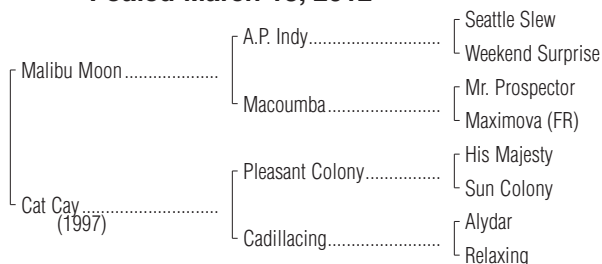 Foaled March 2012
Seattle Slew
A.P. Indy
Weekend Surprise
Malibu Moon
Mr. Prospector
Macoumba
Maximova (FR)
His Majesty
Pleasant Colony
Sun Colony
Cat Cay
(1997)
Alydar
Cadillacing
Relaxing